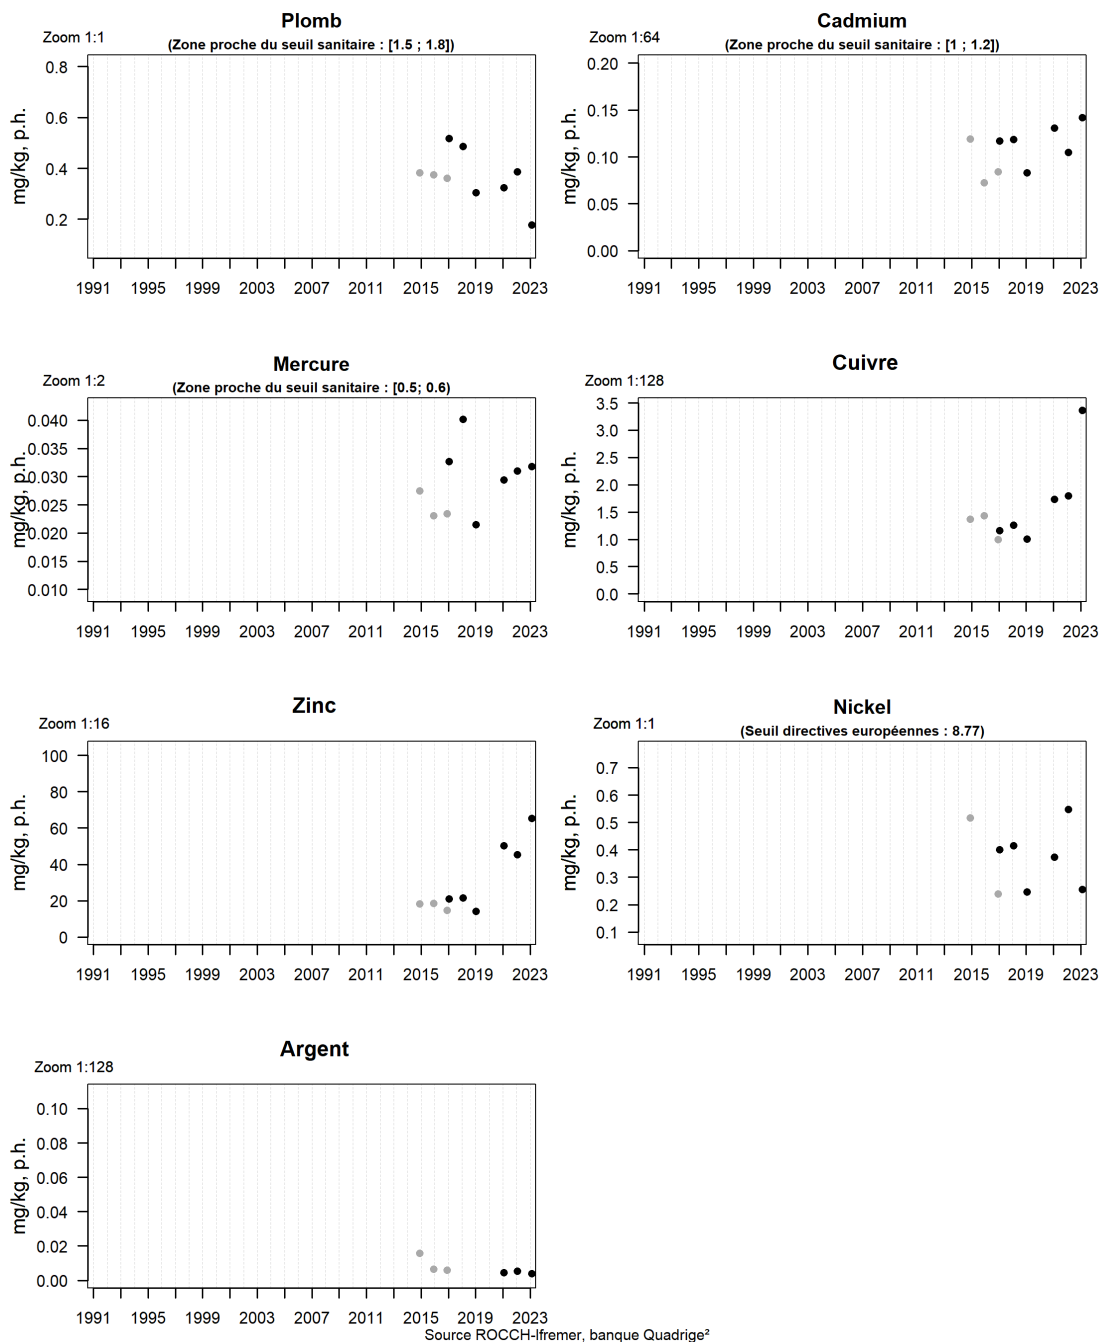 Plomb
Zoom 1:1
(Zone proche du seuil sanitaire : [1.5 ; 1.8])
mg/kg, p.h.
0.8
0.6
0.4
0.2
1991 1995 1999 2003 2007 2011 2015 2019 2023
Cadmium
Zoom 1:64
(Zone proche du seuil sanitaire : [1 ; 1.2])
mg/kg, p.h.
0.20
0.15
0.10
0.05
0.00
1991 1995 1999 2003 2007 2011 2015 2019 2023
Mercure
Zoom 1:2
(Zone proche du seuil sanitaire : [0.5; 0.6)
mg/kg, p.h.
0.040
0.035
0.030
0.025
0.020
0.015
0.010
1991 1995 1999 2003 2007 2011 2015 2019 2023
Cuivre
Zoom 1:128
mg/kg, p.h.
3.5
3.0
2.5
2.0
1.5
1.0
0.5
0.0
1991 1995 1999 2003 2007 2011 2015 2019 2023
Zinc
Zoom 1:16
mg/kg, p.h.
100
80
60
40
20
0
1991 1995 1999 2003 2007 2011 2015 2019 2023
Nickel
Zoom 1:1
(Seuil directives européennes : 8.77)
mg/kg, p.h.
0.7
0.6
0.5
0.4
0.3
0.2
0.1
1991 1995 1999 2003 2007 2011 2015 2019 2023
Argent
Zoom 1:128
mg/kg, p.h.
0.10
0.08
0.06
0.04
0.02
0.00
1991 1995 1999 2003 2007 2011 2015 2019 2023
Source ROCCH-Ifremer, banque Quadrige²